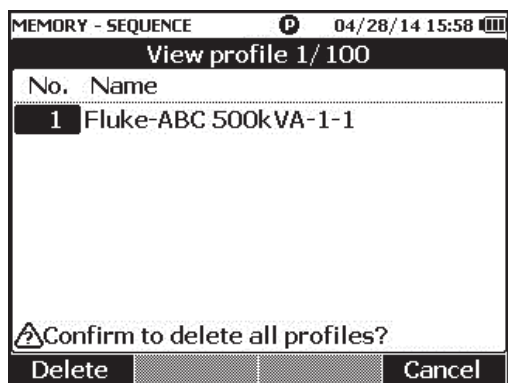 MEMORY - SEQUENCE P 04/28/14 15:58
View profile 1/100
No. Name
1 Fluke-ABC 500kVA-1-1
Confirm to delete all profiles?
Delete Cancel